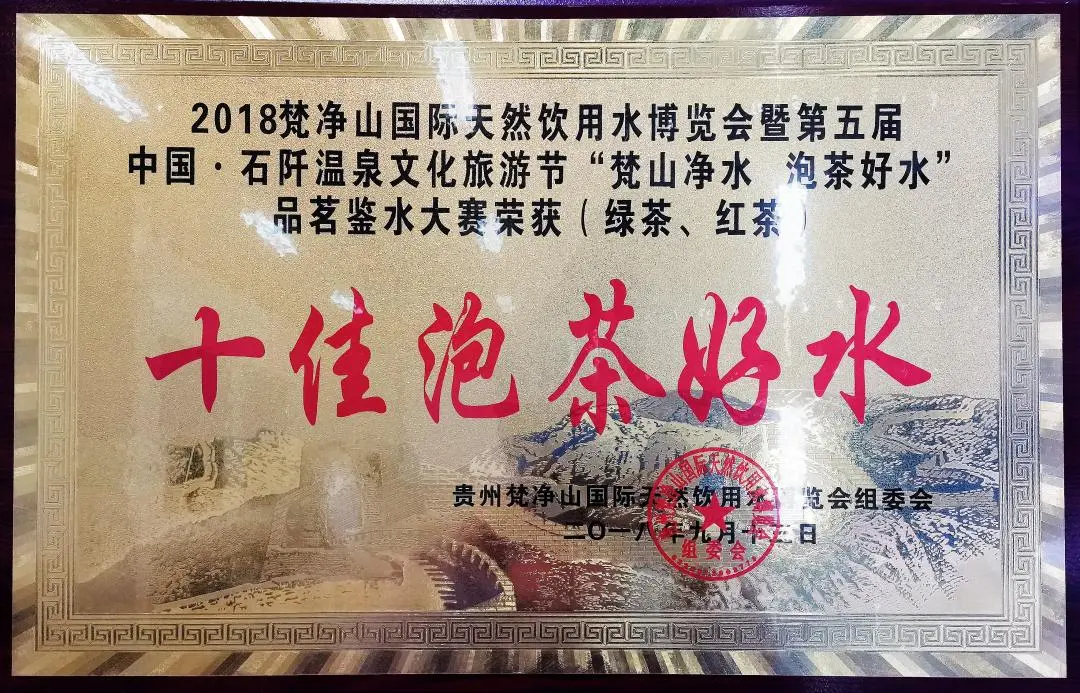 2018梵净山国际天然饮用水博览会暨第五届
中国·石阡温泉文化旅游节“梵山净水 泡茶好水”
品茗鉴水大赛荣获（绿茶、红茶）
十佳泡茶好水
贵州梵净山国际天然饮用水博览会组委会
二〇一八年九月十 日
组委会